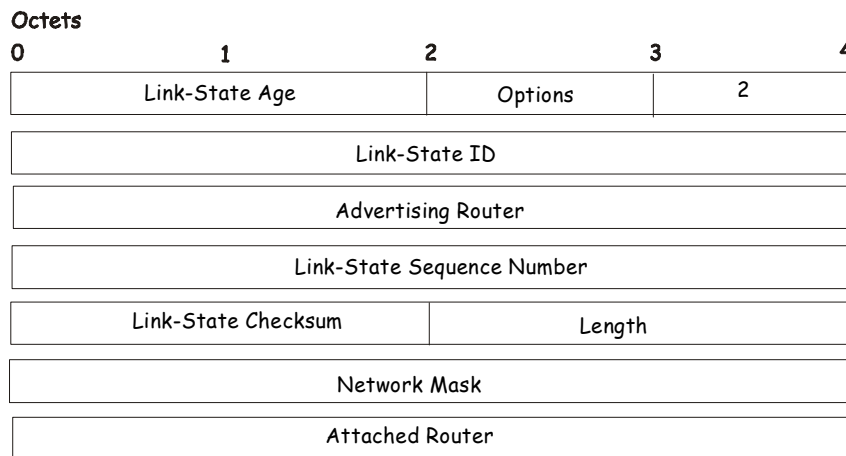 Octets
0 1 2 3 4
Link-State Age Options 2
Link-State ID
Advertising Router
Link-State Sequence Number
Link-State Checksum Length
Network Mask
Attached Router